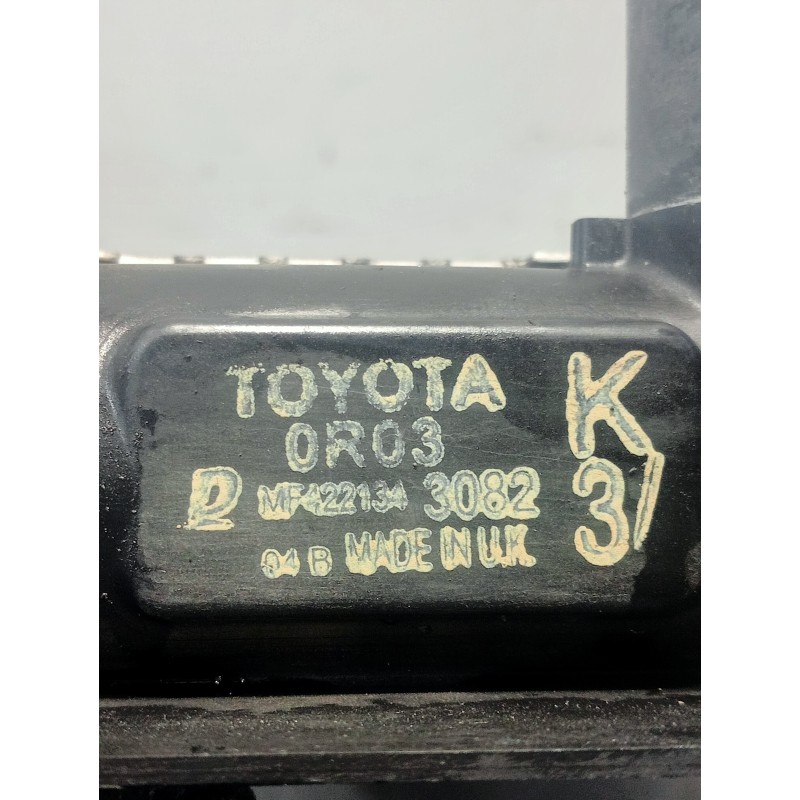 TOYOTA K
0R03
D MF422134 3082 3
04 B MADE IN U.K.